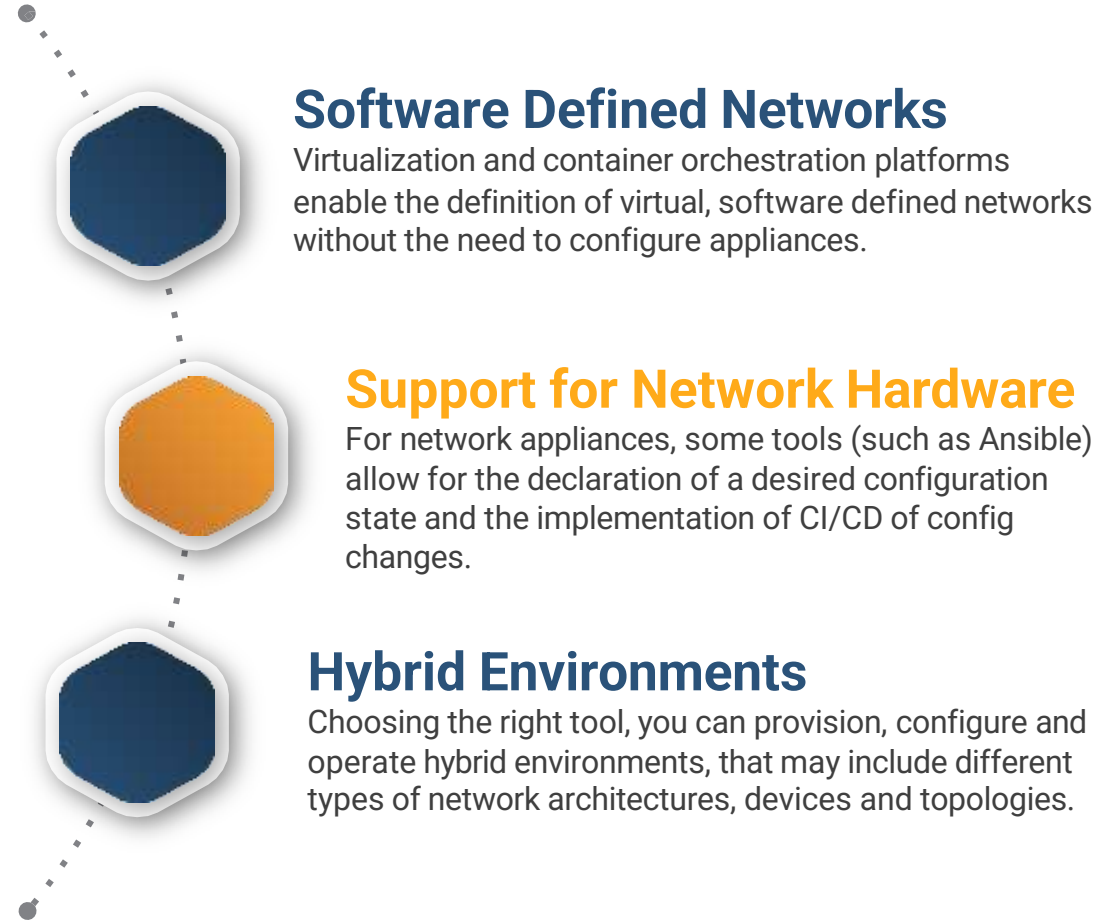 Software Defined Networks
Virtualization and container orchestration platforms
enable the definition of virtual, software defined networks
without the need to configure appliances.
Support for Network Hardware
For network appliances, some tools (such as Ansible)
allow for the declaration of a desired configuration
state and the implementation of CI/CD of config
changes.
Hybrid Environments
Choosing the right tool, you can provision, configure and
operate hybrid environments, that may include different
types of network architectures, devices and topologies.